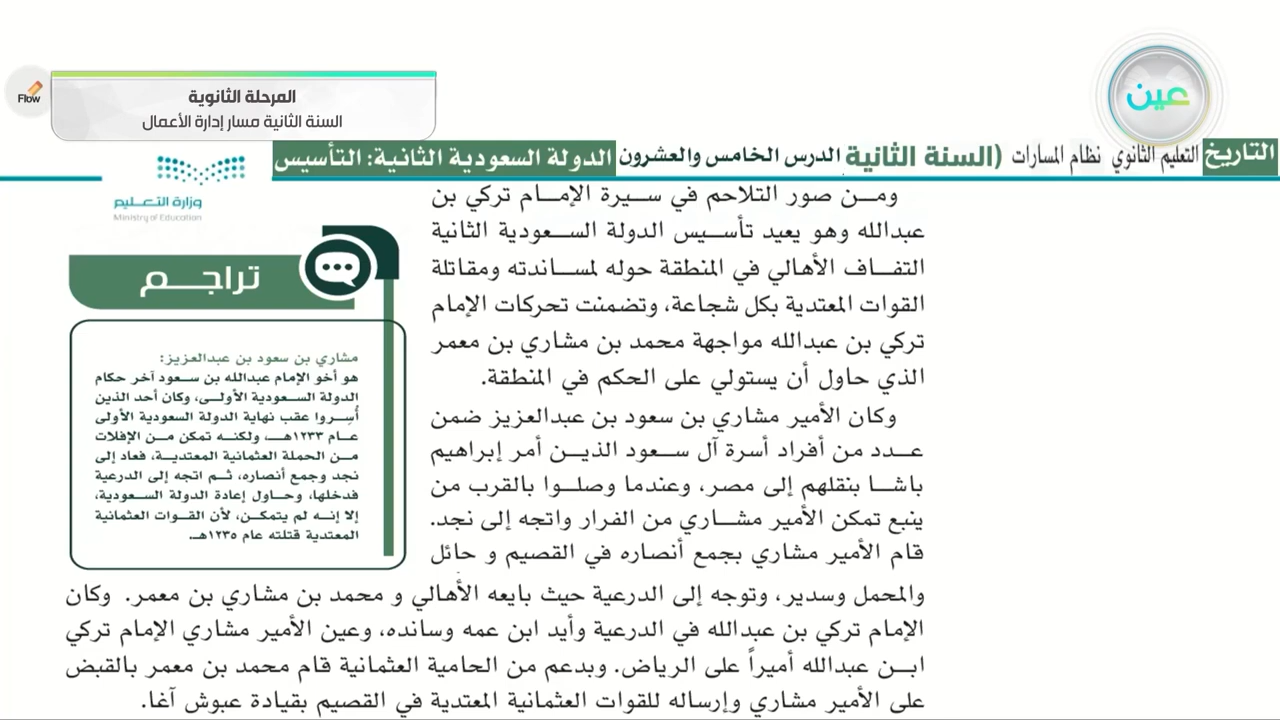 عين
Flow
المرحلة الثانوية
السنة الثانية مسار إدارة الأعمال
التاريخ التعليم الثانوي نظام المسارات (السنة الثانية الدرس الخامس والعشرون الدولة السعودية الثانية: التأسيس
وزارة التعليم
Ministry of Education
ومن صور التلاحم في سيرة الإمام تركي بن
عبدالله وهو يعيد تأسيس الدولة السعودية الثانية
التفاف الأهالي في المنطقة حوله لمساندته ومقاتلة
القوات المعتدية بكل شجاعة، وتضمنت تحركات الإمام
تركي بن عبدالله مواجهة محمد بن مشاري بن معمر
الذي حاول أن يستولي على الحكم في المنطقة.
وكان الأمير مشاري بن سعود بن عبدالعزيز ضمن
عدد من أفراد أسرة آل سعود الذين أمر إبراهيم
باشا بنقلهم إلى مصر، وعندما وصلوا بالقرب من
ينبع تمكن الأمير مشاري من الفرار واتجه إلى نجد.
قام الأمير مشاري بجمع أنصاره في القصيم و حائل
والمحمل وسدير، وتوجه إلى الدرعية حيث بايعه الأهالي و محمد بن مشاري بن معمر. وكان
الإمام تركي بن عبدالله في الدرعية وأيد ابن عمه وسانده، وعين الأمير مشاري الإمام تركي
ابن عبدالله أميراً على الرياض. وبدعم من الحامية العثمانية قام محمد بن معمر بالقبض
على الأمير مشاري وإرساله للقوات العثمانية المعتدية في القصيم بقيادة عبوش آغا.
تراجم
مشاري بن سعود بن عبدالعزيز:
هو أخو الإمام عبدالله بن سعود آخر حكام
الدولة السعودية الأولى، وكان أحد الذين
أُسِروا عقب نهاية الدولة السعودية الأولى
عام ١٢٣٣هـ، ولكنه تمكن من الإفلات
من الحملة العثمانية المعتدية، فعاد إلى
نجد وجمع أنصاره، ثم اتجه إلى الدرعية
فدخلها، وحاول إعادة الدولة السعودية،
إلا إنه لم يتمكن، لأن القوات العثمانية
المعتدية قتلته عام ١٢٣٥هـ.